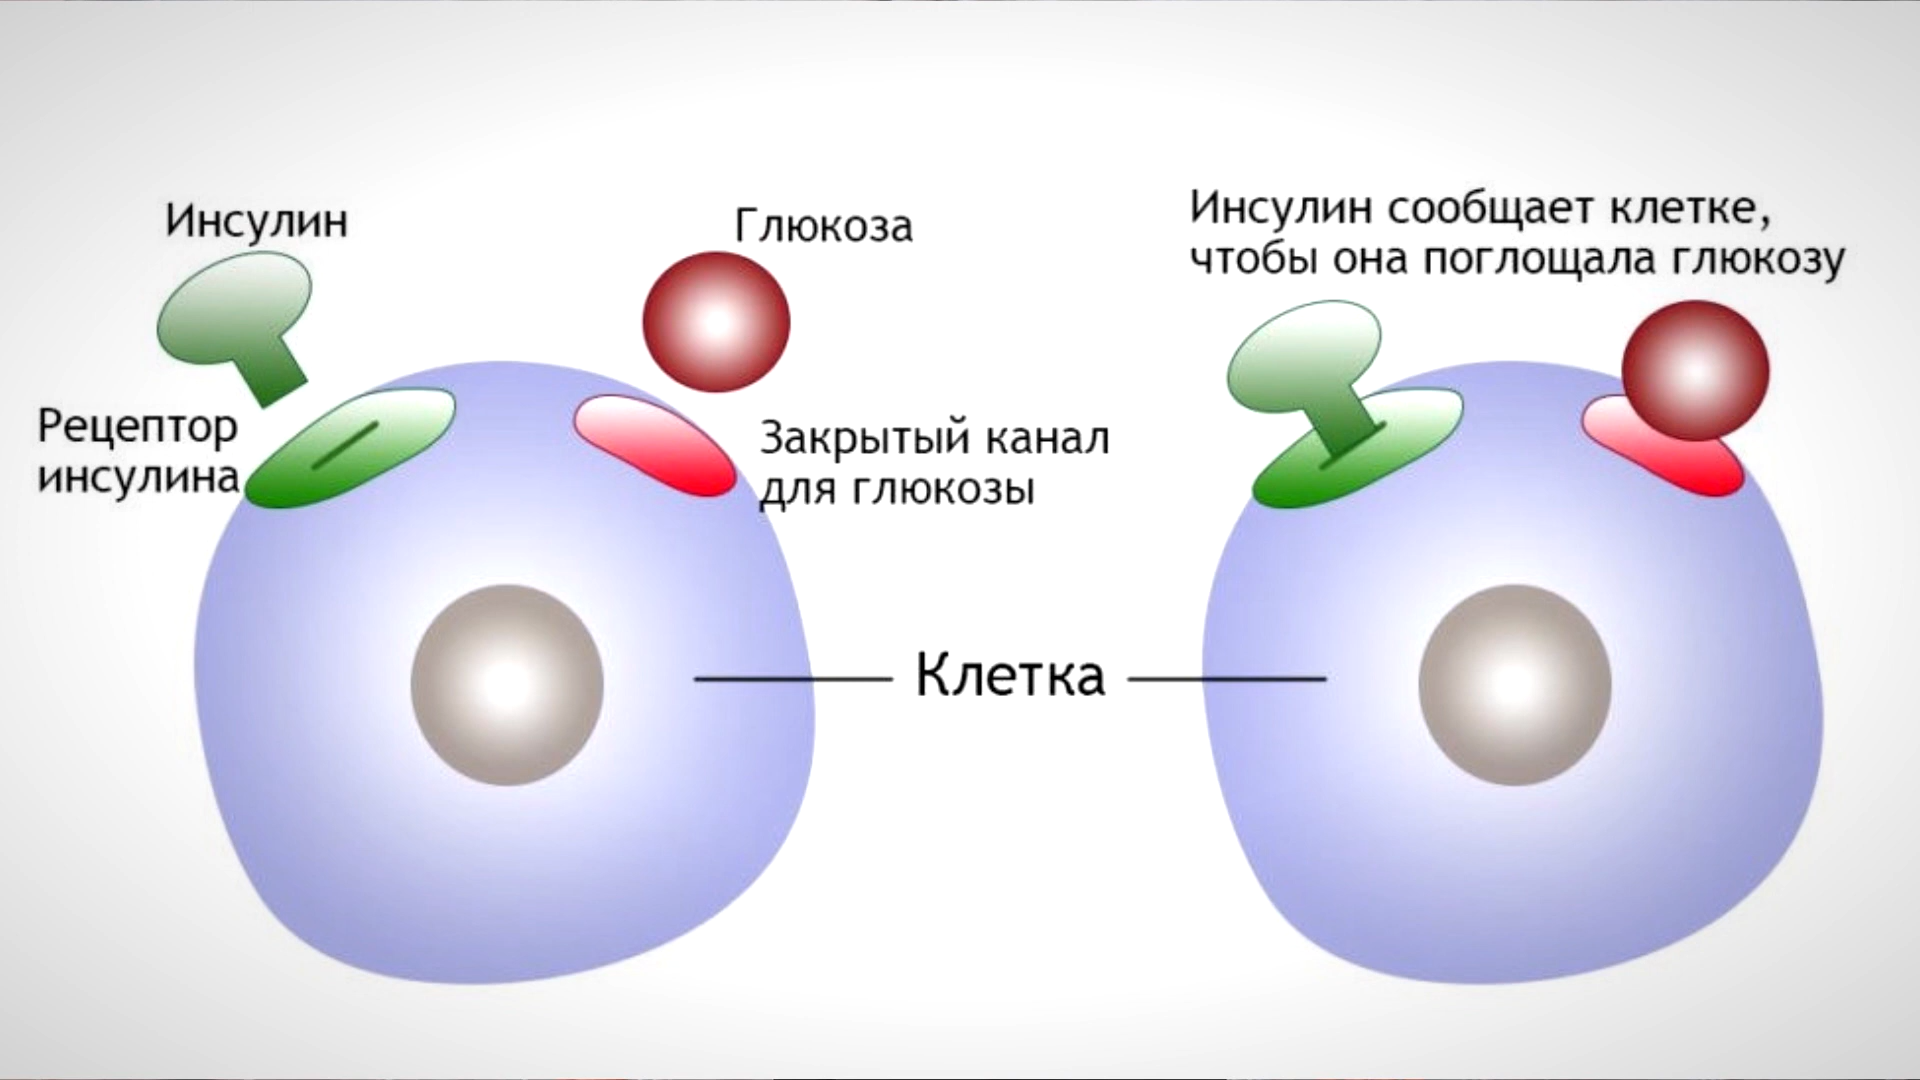 Инсулин
Глюкоза
Рецептор
инсулина
Закрытый канал
для глюкозы
Инсулин сообщает клетке,
чтобы она поглощала глюкозу
Клетка